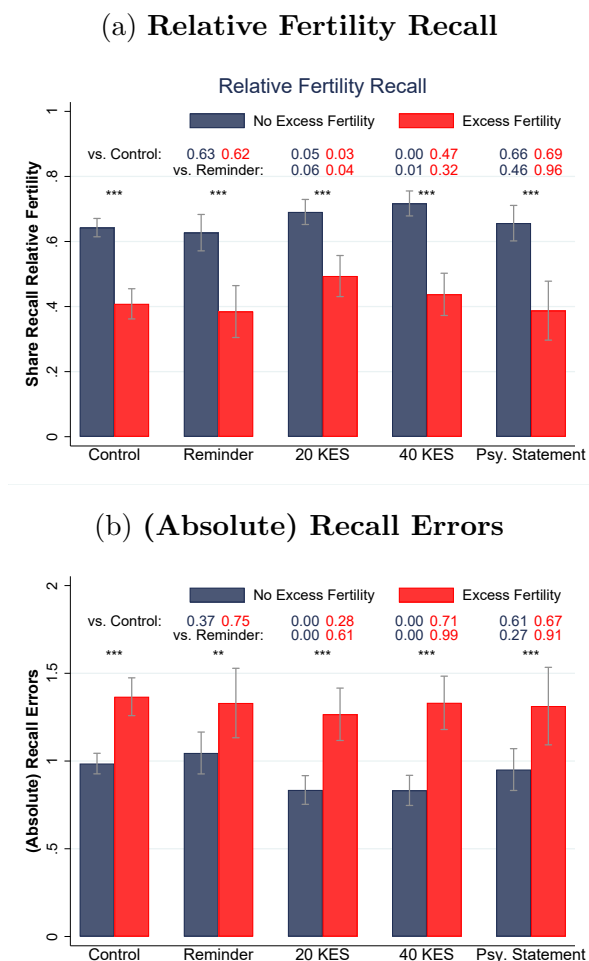 (a) Relative Fertility Recall
Relative Fertility Recall
No Excess Fertility Excess Fertility
vs. Control: 0.63 0.62 0.05 0.03 0.00 0.47 0.66 0.69
vs. Reminder: 0.06 0.04 0.01 0.32 0.46 0.96
*** *** *** *** ***
Share Recall Relative Fertility
1
.8
.6
.4
.2
0
Control Reminder 20 KES 40 KES Psy. Statement
(b) (Absolute) Recall Errors
No Excess Fertility Excess Fertility
vs. Control: 0.37 0.75 0.00 0.28 0.00 0.71 0.61 0.67
vs. Reminder: 0.00 0.61 0.00 0.99 0.27 0.91
*** ** *** *** ***
(Absolute) Recall Errors
2
1.5
1
.5
0
Control Reminder 20 KES 40 KES Psy. Statement